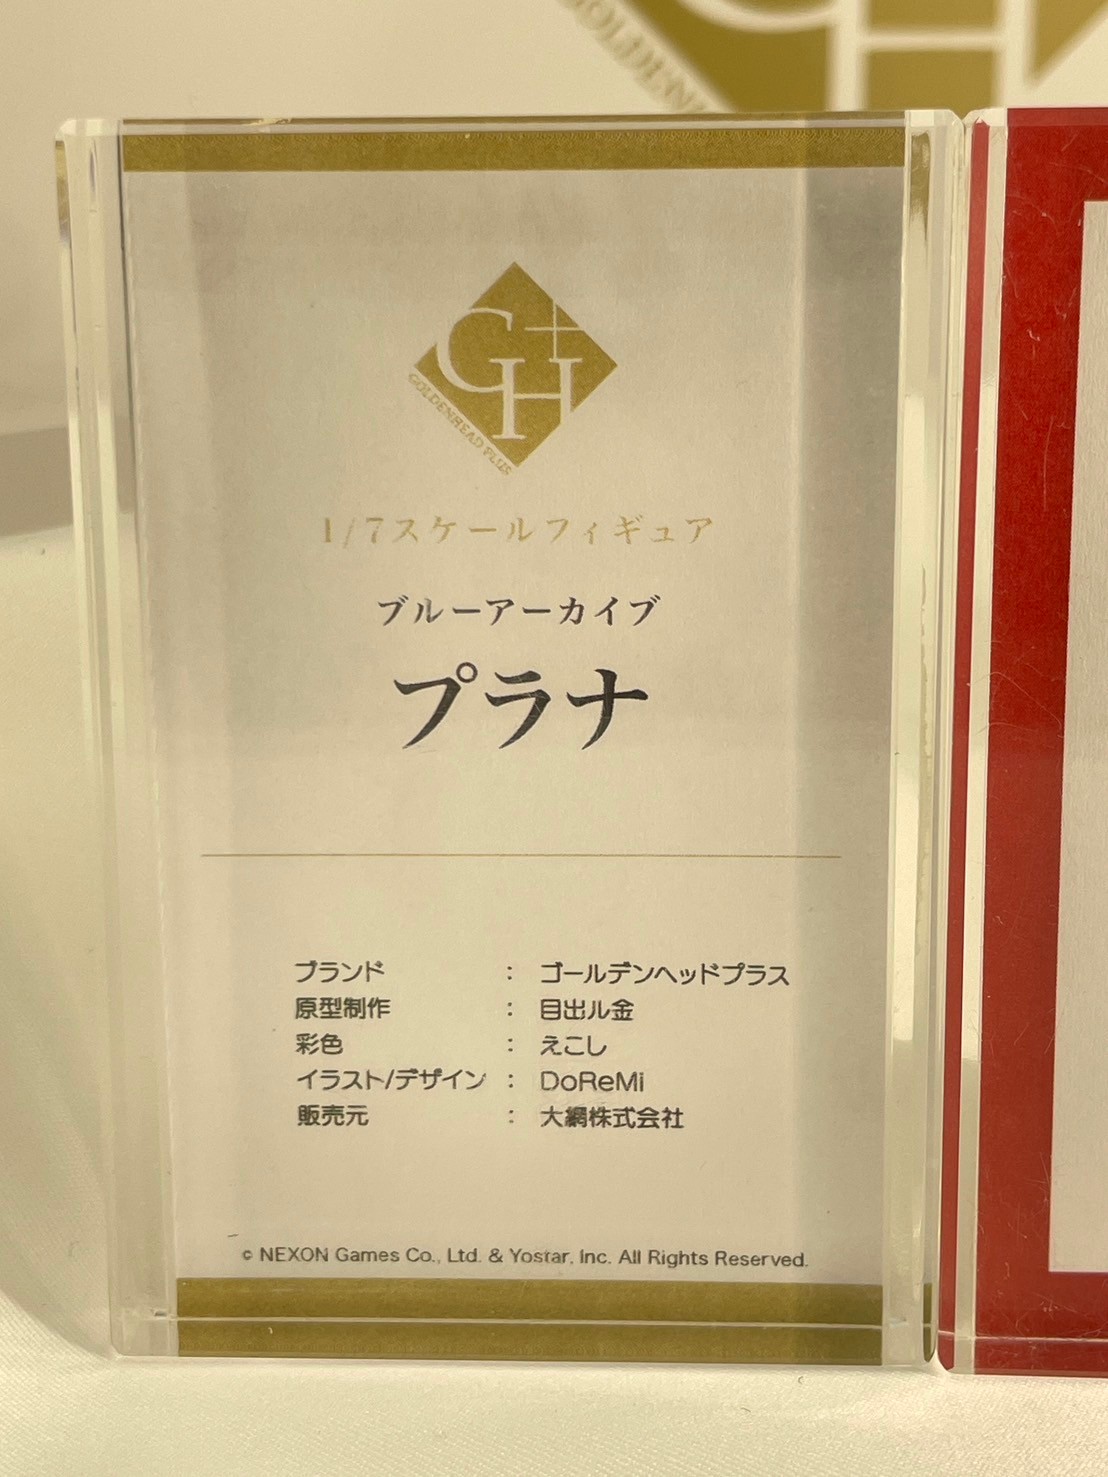 GOLDEN
GH
GH+
GOLDENHEAD PLUS
1/7スケールフィギュア
ブルーアーカイブ
プラナ
ブランド : ゴールデンヘッドプラス
原型制作 : 目出ル金
彩色 : えこし
イラスト/デザイン : DoReMi
販売元 : 大網株式会社
© NEXON Games Co., Ltd. & Yostar, Inc. All Rights Reserved.